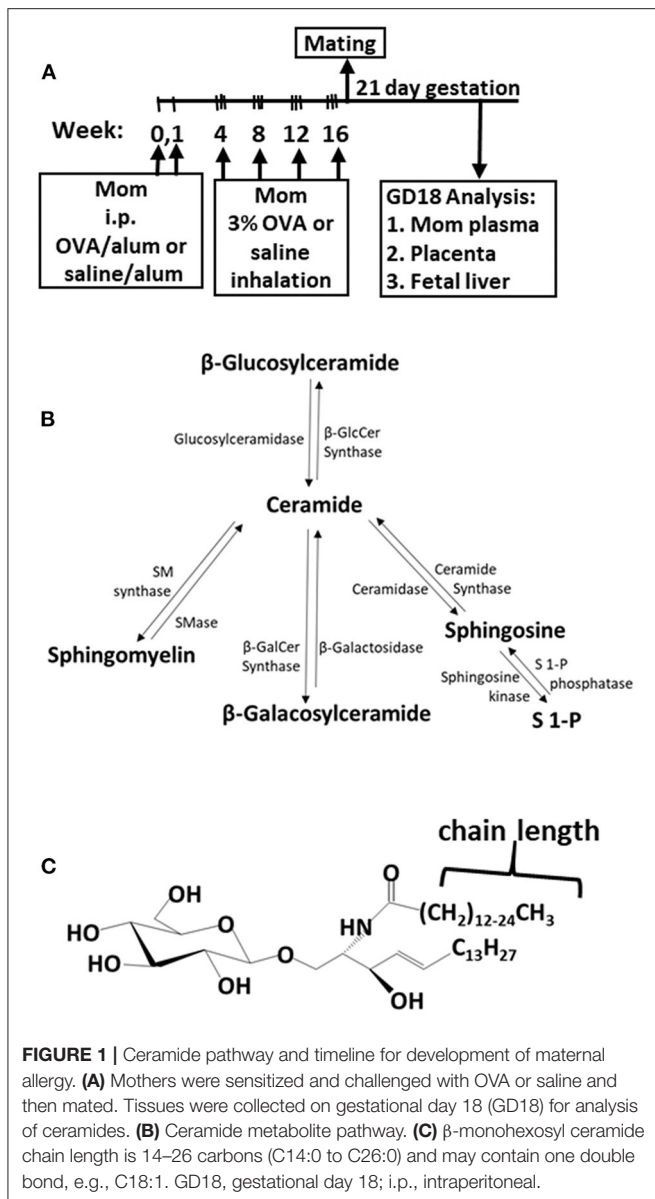 Mating
A
21 day gestation
Week: 0,1 4 8 12 16
Mom
i.p.
OVA/alum or
saline/alum
Mom
3% OVA or
saline
inhalation
GD18 Analysis:
1. Mom plasma
2. Placenta
3. Fetal liver
β-Glucosylceramide
B
Glucosylceramidase
β-GlcCer
Synthase
Ceramide
SM
synthase
SMase
β-GalCer
Synthase
β-Galactosidase
Ceramidase
Ceramide
Synthase
Sphingomyelin
Sphingosine
β-Galacosylceramide
Sphingosine
kinase
S 1-P
phosphatase
S 1-P
chain length
C
O
OH
(CH2)12-24CH3
HN
HO
O
O
C13H27
HO
OH
OH
FIGURE 1 | Ceramide pathway and timeline for development of maternal
allergy. (A) Mothers were sensitized and challenged with OVA or saline and
then mated. Tissues were collected on gestational day 18 (GD18) for analysis
of ceramides. (B) Ceramide metabolite pathway. (C) β-monohexosyl ceramide
chain length is 14–26 carbons (C14:0 to C26:0) and may contain one double
bond, e.g., C18:1. GD18, gestational day 18; i.p., intraperitoneal.